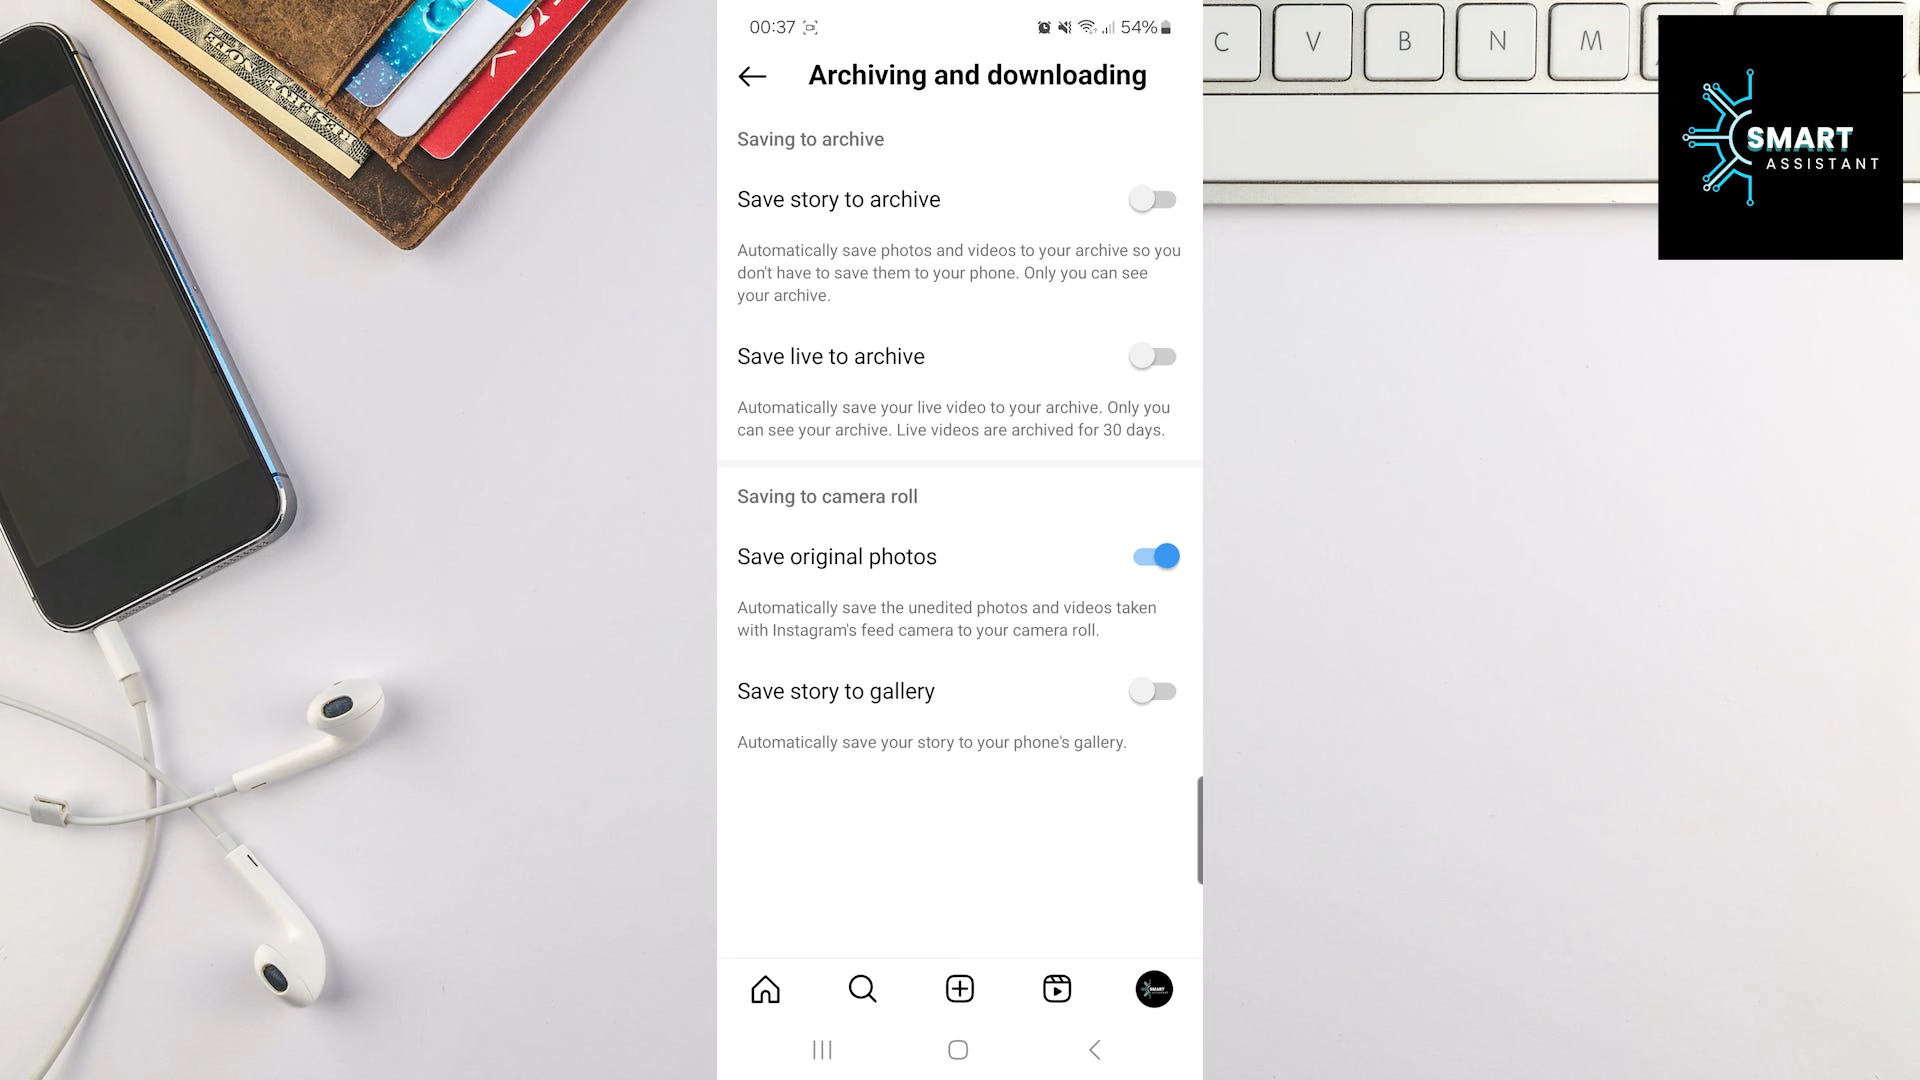 00:37
54%
Archiving and downloading
Saving to archive
Save story to archive
Automatically save photos and videos to your archive so you
don't have to save them to your phone. Only you can see
your archive.
Save live to archive
Automatically save your live video to your archive. Only you
can see your archive. Live videos are archived for 30 days.
Saving to camera roll
Save original photos
Automatically save the unedited photos and videos taken
with Instagram's feed camera to your camera roll.
Save story to gallery
Automatically save your story to your phone's gallery.
SMART
RESERVE NOTE
C V B N M
SMART
ASSISTANT